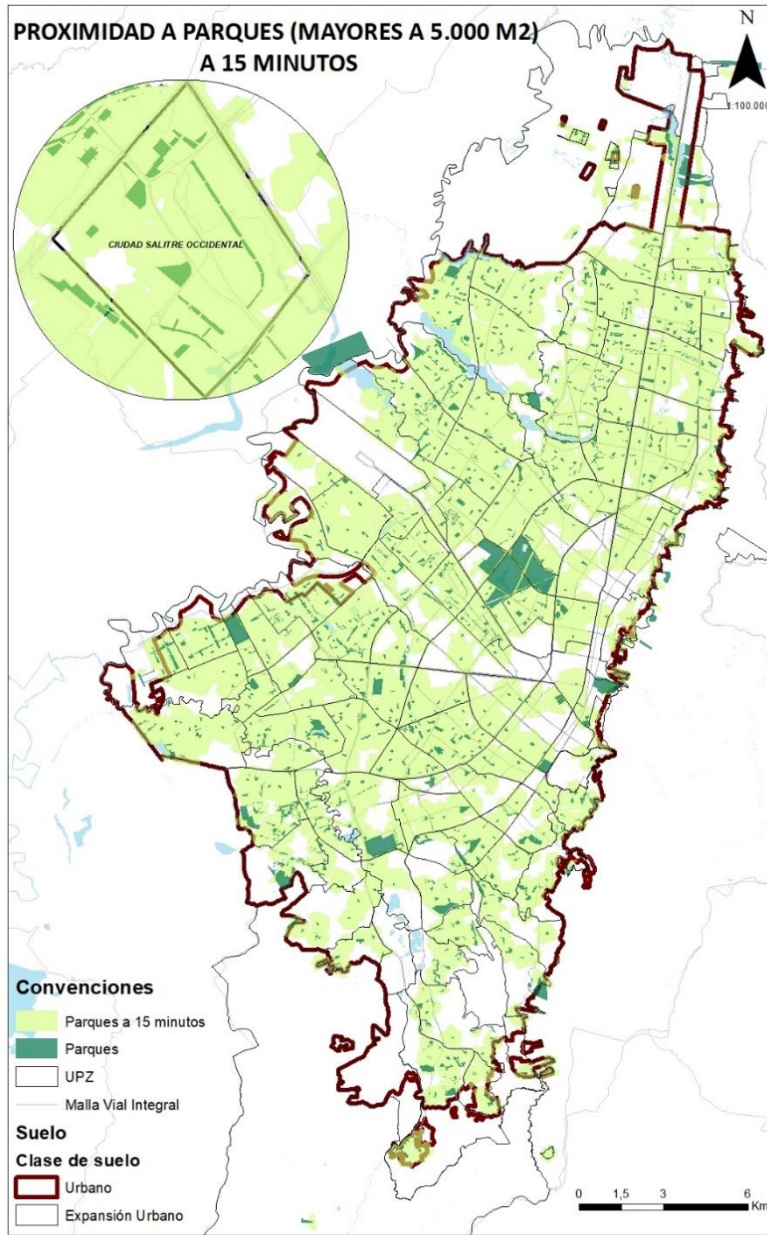 PROXIMIDAD A PARQUES (MAYORES A 5.000 M2)
A 15 MINUTOS
N
1:100.000
CIUDAD SALITRE OCCIDENTAL
Convenciones
Parques a 15 minutos
Parques
UPZ
Malla Vial Integral
Suelo
Clase de suelo
Urbano
Expansión Urbano
0 1,5 3 6
Km